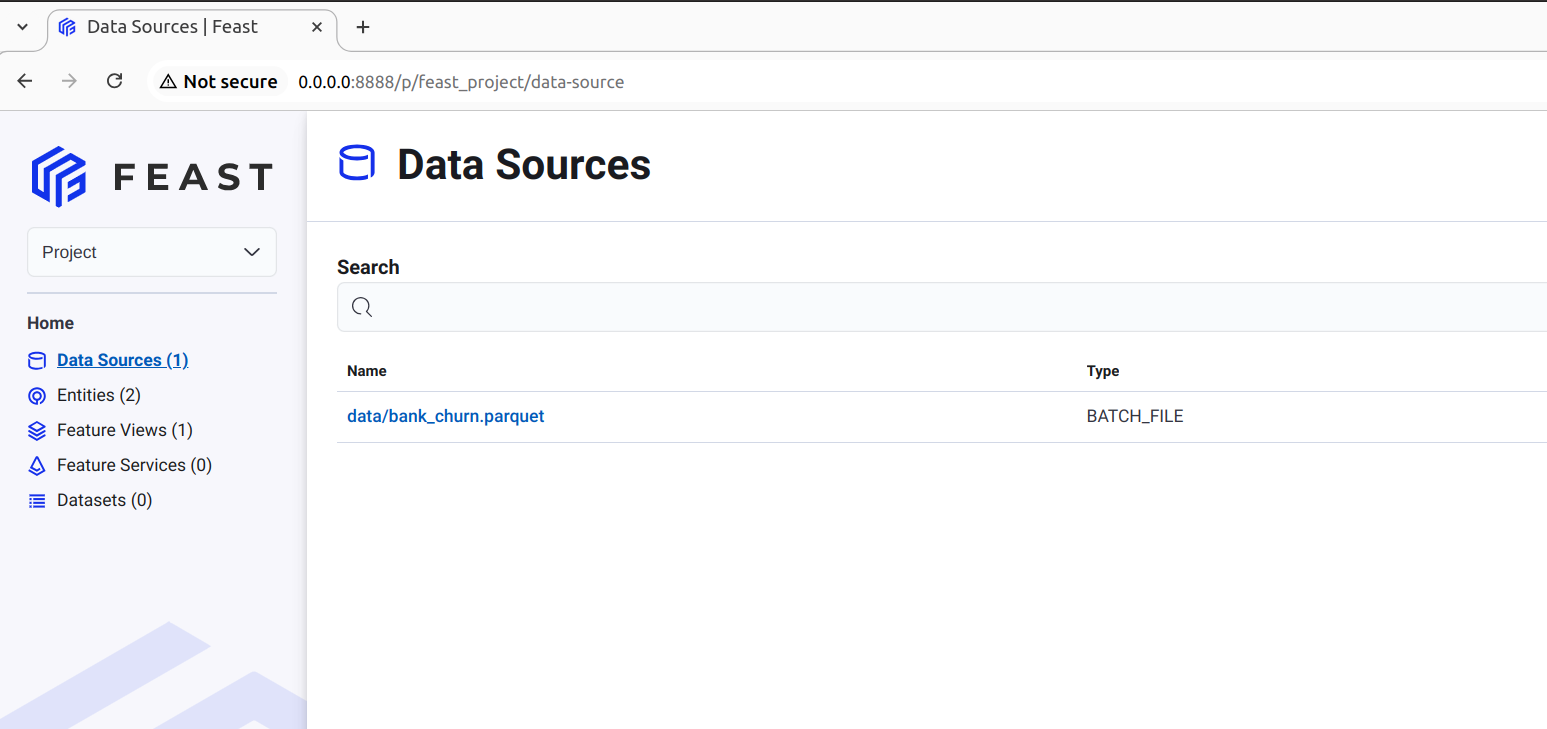 Data Sources | Feast
Not secure 0.0.0.0:8888/p/feast_project/data-source
FEAST
Project
Home
Data Sources (1)
Entities (2)
Feature Views (1)
Feature Services (0)
Datasets (0)
Data Sources
Search
Name Type
data/bank_churn.parquet BATCH_FILE